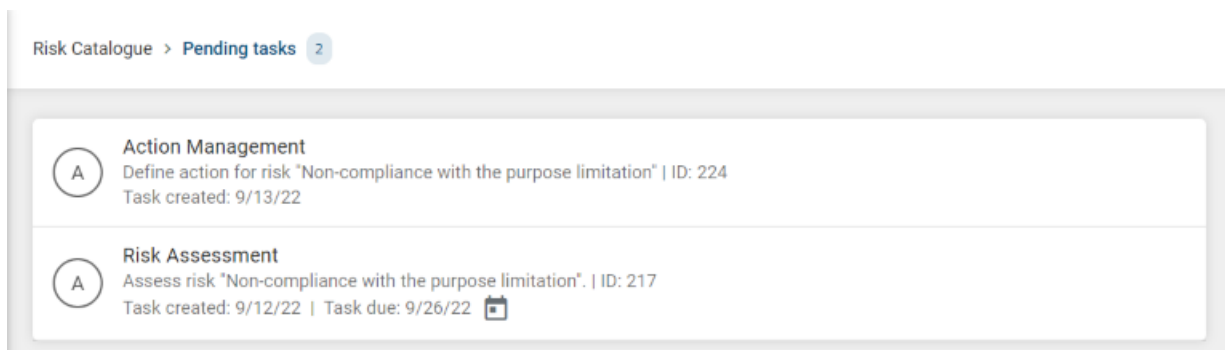 Risk Catalogue > Pending tasks 2
Action Management
A
Define action for risk "Non-compliance with the purpose limitation" | ID: 224
Task created: 9/13/22
Risk Assessment
A
Assess risk "Non-compliance with the purpose limitation". | ID: 217
Task created: 9/12/22 | Task due: 9/26/22